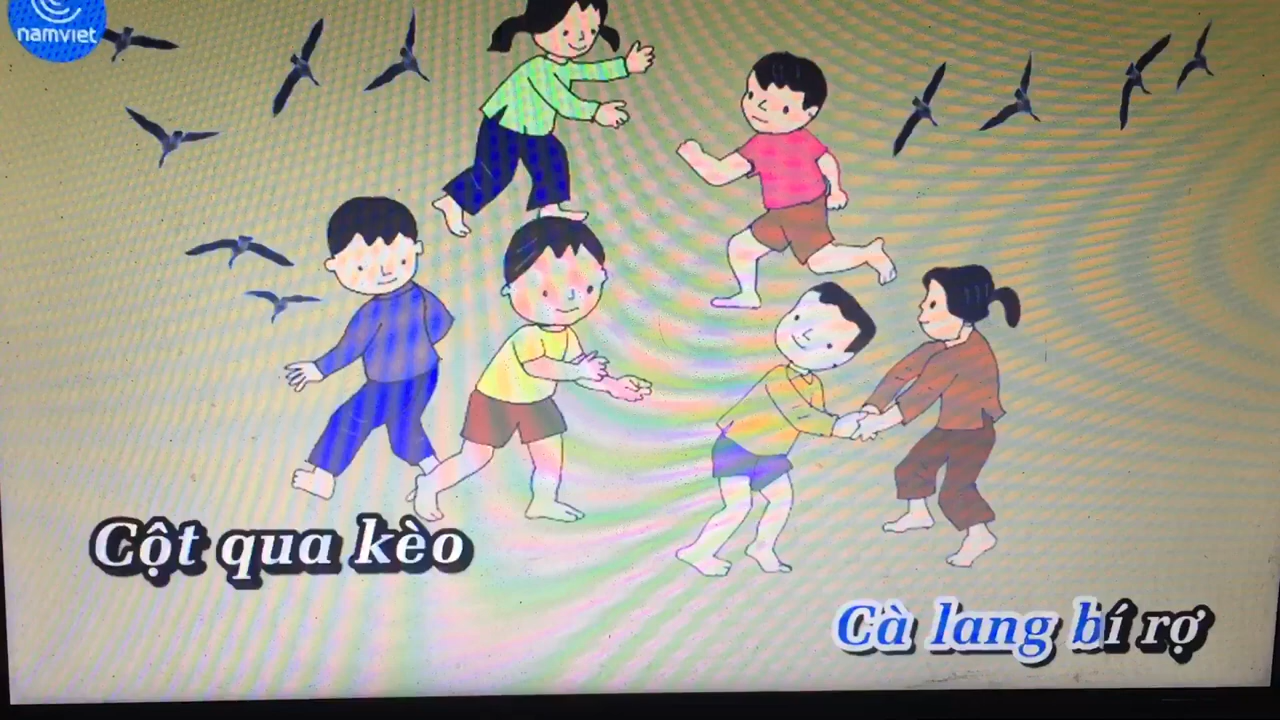 namviet
Cột qua kèo
Cà lang bí rợ